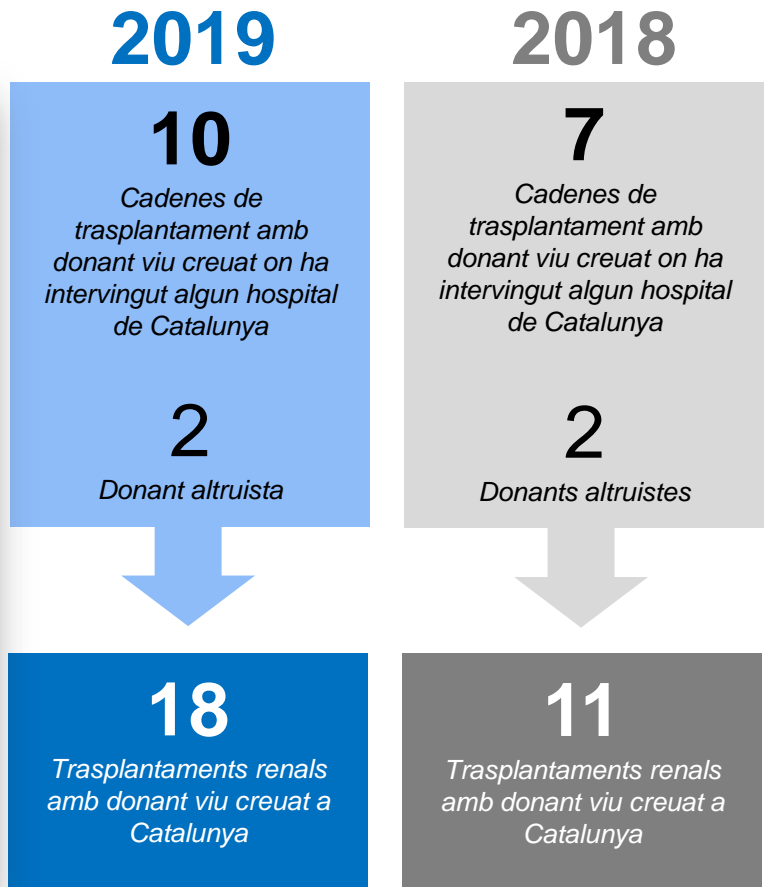 2019
10
Cadenes de
trasplantament amb
donant viu creuat on ha
intervingut algun hospital
de Catalunya
2
Donant altruista
18
Trasplantaments renals
amb donant viu creuat a
Catalunya
2018
7
Cadenes de
trasplantament amb
donant viu creuat on ha
intervingut algun hospital
de Catalunya
2
Donants altruistes
11
Trasplantaments renals
amb donant viu creuat a
Catalunya